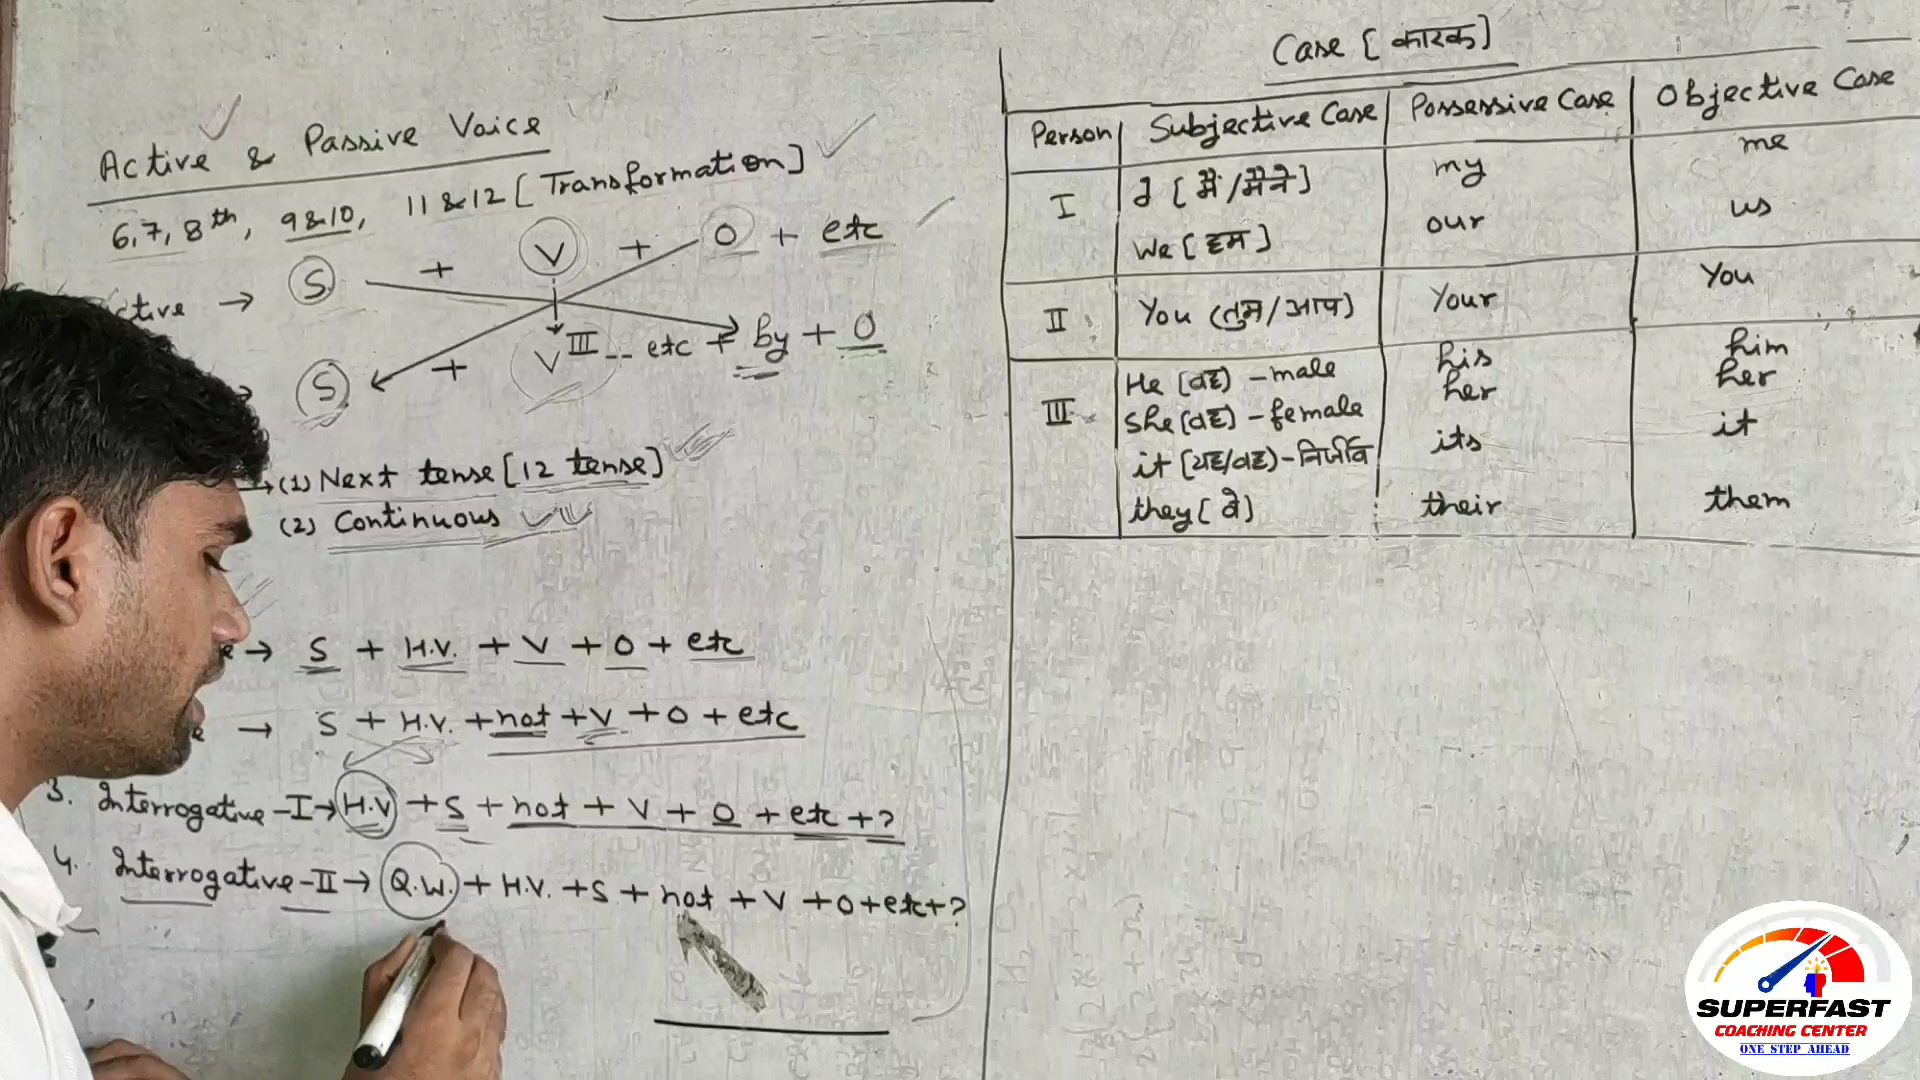 Active & Passive Voice
6,7, 8th, 9&10, 11 &12 [Transformation]
ctive → S + V + O + etc
S + V III -- etc + by + O
→ (1) Next tense [12 tense]
(2) Continuous
e → S + H.V. + V + O + etc
e → S + H.V. + not + V + O + etc
3. Interrogative-I → H.V + S + not + V + O + etc + ?
4. Interrogative-II → Q.W. + H.V. + S + not + V + O + etc + ?
Case [कारक]
Person Subjective Case Possessive Case Objective Case
I I [मैं/मैंने] my me
We [हम] our us
II You (तुम/आप) Your You
III He [वह) - male his him
She [वह) - female her her
it [यह/वह) - निर्जीव its it
they [वे) their them
SUPERFAST
COACHING CENTER
ONE STEP AHEAD